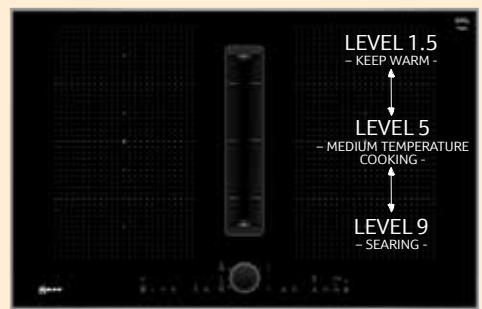 LEVEL 1.5
– KEEP WARM -
LEVEL 5
– MEDIUM TEMPERATURE
COOKING -
LEVEL 9
– SEARING -